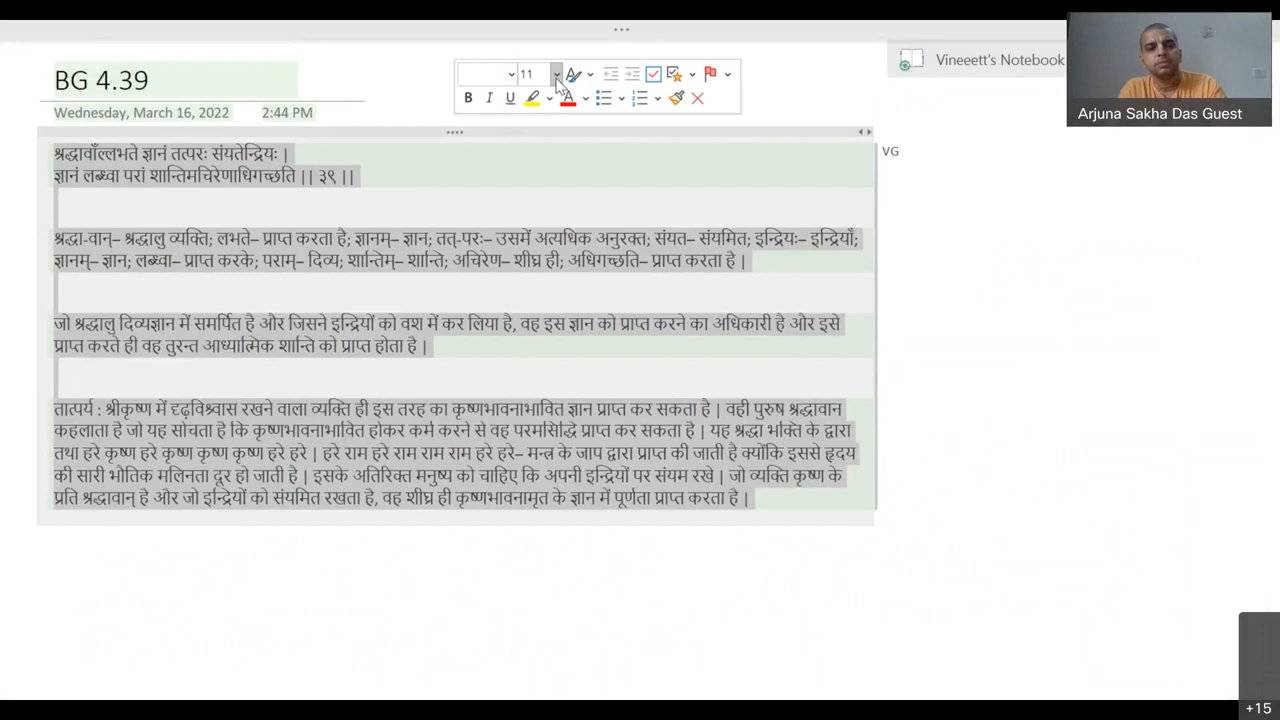 BG 4.39
Wednesday, March 16, 2022 2:44 PM
Vineeett's Notebook
Arjuna Sakha Das Guest
11
B I U
VG
श्रद्धावाँल्लभते ज्ञानं तत्परः संयतेन्द्रियः |
ज्ञानं लब्ध्वा परां शान्तिमचिरेणाधिगच्छति || ३९ ||
श्रद्धा-वान्– श्रद्धालु व्यक्ति; लभते– प्राप्त करता है; ज्ञानम्– ज्ञान; तत्-परः– उसमें अत्यधिक अनुरक्त; संयत– संयमित; इन्द्रियः– इन्द्रियाँ;
ज्ञानम्– ज्ञान; लब्ध्वा– प्राप्त करके; पराम्– दिव्य; शान्तिम्– शान्ति; अचिरेण– शीघ्र ही; अधिगच्छति– प्राप्त करता है |
जो श्रद्धालु दिव्यज्ञान में समर्पित है और जिसने इन्द्रियों को वश में कर लिया है, वह इस ज्ञान को प्राप्त करने का अधिकारी है और इसे
प्राप्त करते ही वह तुरन्त आध्यात्मिक शान्ति को प्राप्त होता है |
तात्पर्य : श्रीकृष्ण में दृढ़विश्र्वास रखने वाला व्यक्ति ही इस तरह का कृष्णभावनाभावित ज्ञान प्राप्त कर सकता है | वही पुरुष श्रद्धावान
कहलाता है जो यह सोचता है कि कृष्णभावनाभावित होकर कर्म करने से वह परमसिद्धि प्राप्त कर सकता है | यह श्रद्धा भक्ति के द्वारा
तथा हरे कृष्ण हरे कृष्ण कृष्ण कृष्ण हरे हरे | हरे राम हरे राम राम राम हरे हरे– मन्त्र के जाप द्वारा प्राप्त की जाती है क्योंकि इससे हृदय
की सारी भौतिक मलिनता दूर हो जाती है | इसके अतिरिक्त मनुष्य को चाहिए कि अपनी इन्द्रियों पर संयम रखे | जो व्यक्ति कृष्ण के
प्रति श्रद्धावान् है और जो इन्द्रियों को संयमित रखता है, वह शीघ्र ही कृष्णभावनामृत के ज्ञान में पूर्णता प्राप्त करता है |
+15